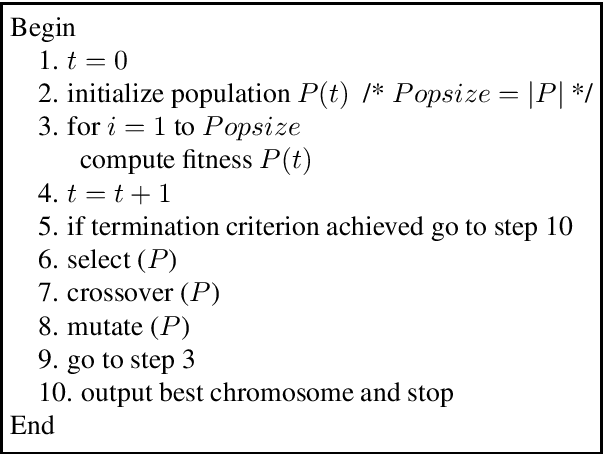 Begin
1. t = 0
2. initialize population P(t) /* Popsize = |P| */
3. for i = 1 to Popsize
compute fitness P(t)
4. t = t + 1
5. if termination criterion achieved go to step 10
6. select (P)
7. crossover (P)
8. mutate (P)
9. go to step 3
10. output best chromosome and stop
End